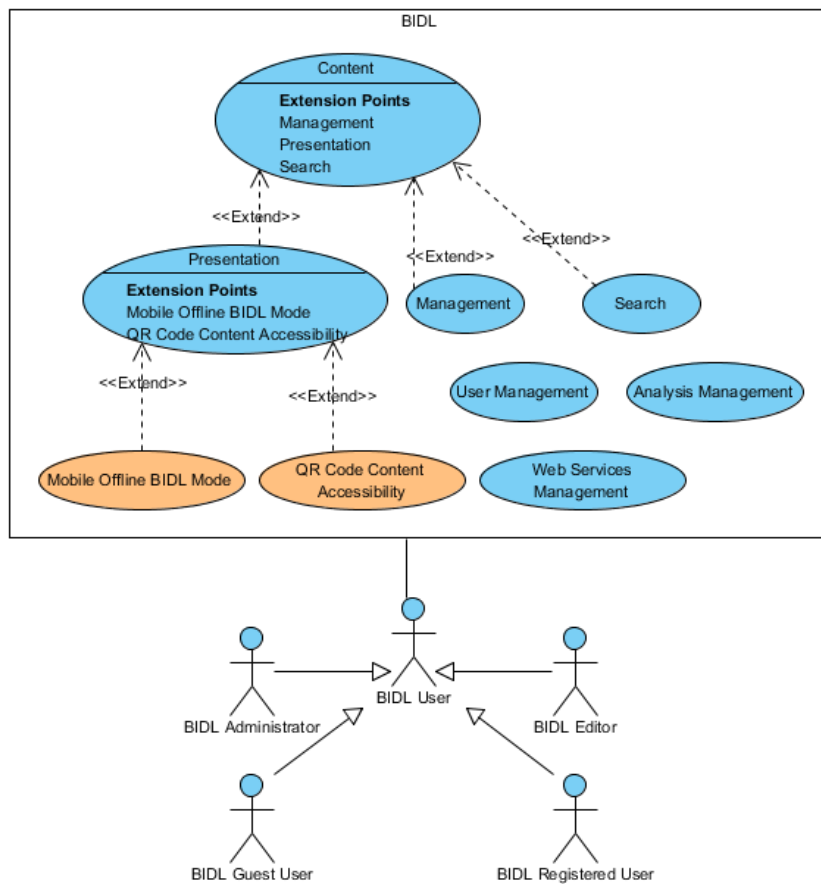 BIDL
Content
Extension Points
Management
Presentation
Search
<<Extend>>
<<Extend>>
<<Extend>>
Presentation
Extension Points
Mobile Offline BIDL Mode
QR Code Content Accessibility
Management
Search
<<Extend>>
<<Extend>>
User Management
Analysis Management
Mobile Offline BIDL Mode
QR Code Content
Accessibility
Web Services
Management
BIDL User
BIDL Administrator
BIDL Editor
BIDL Guest User
BIDL Registered User